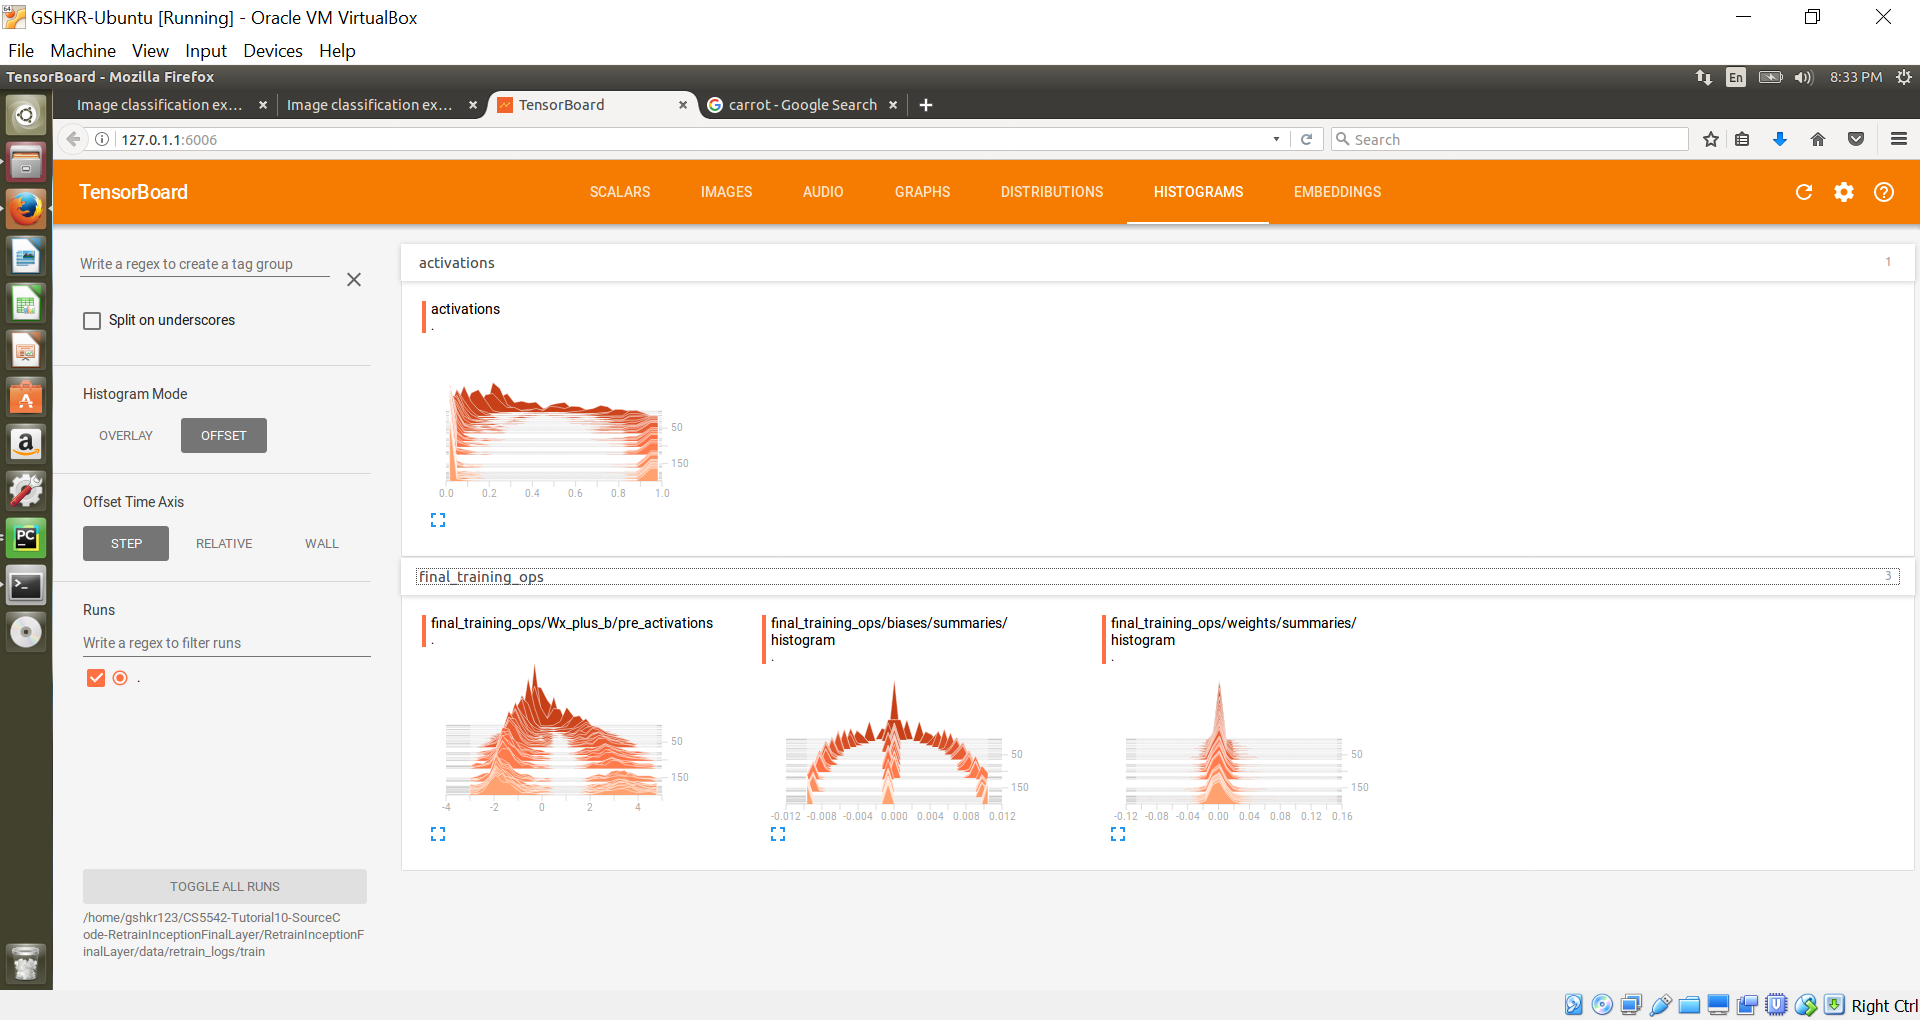 GSHKR-Ubuntu [Running] - Oracle VM VirtualBox
File Machine View Input Devices Help
TensorBoard - Mozilla Firefox
En 8:33 PM
Image classification ex... × Image classification ex... × TensorBoard × carrot - Google Search × +
127.0.1.1:6006 Search
TensorBoard SCALARS IMAGES AUDIO GRAPHS DISTRIBUTIONS HISTOGRAMS EMBEDDINGS
Write a regex to create a tag group
Split on underscores
Histogram Mode
OVERLAY OFFSET
Offset Time Axis
STEP RELATIVE WALL
Runs
Write a regex to filter runs
.
TOGGLE ALL RUNS
/home/gshkr123/CS5542-Tutorial10-SourceC
ode-RetrainInceptionFinalLayer/RetrainInceptionF
inalLayer/data/retrain_logs/train
activations 1
activations
.
50
150
0.0 0.2 0.4 0.6 0.8 1.0
final_training_ops 3
final_training_ops/Wx_plus_b/pre_activations
.
50
150
-4 -2 0 2 4
final_training_ops/biases/summaries/
histogram
.
50
150
-0.012 -0.008 -0.004 0.000 0.004 0.008 0.012
final_training_ops/weights/summaries/
histogram
.
50
150
-0.12 -0.08 -0.04 0.00 0.04 0.08 0.12 0.16
Right Ctrl